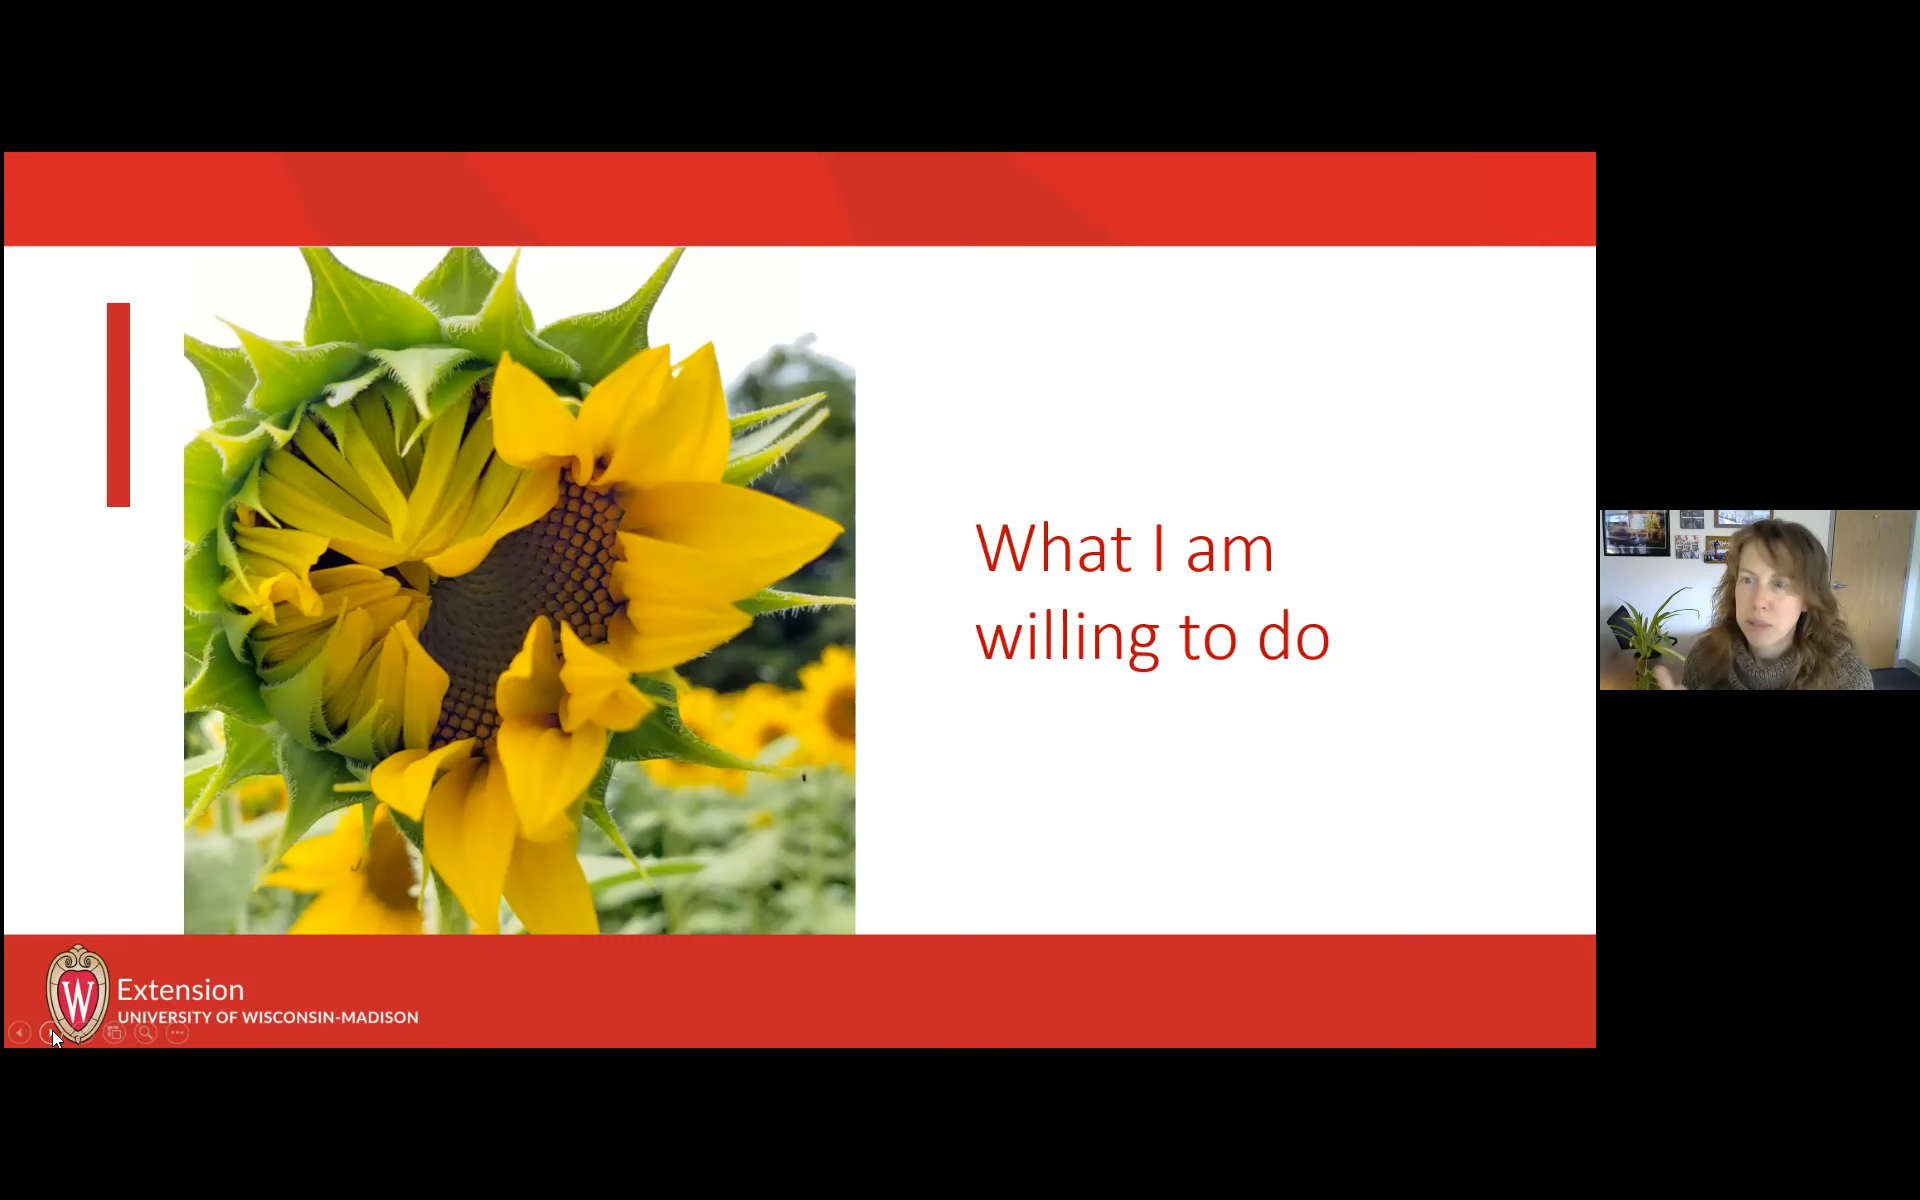 What I am
willing to do
W
Extension
UNIVERSITY OF WISCONSIN-MADISON